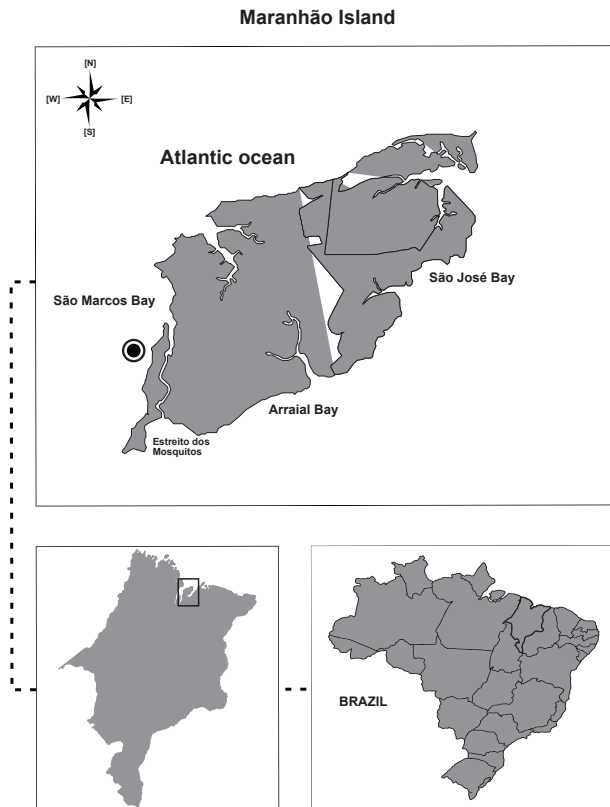 Maranhão Island
[N]
[W]
[E]
[S]
Atlantic ocean
São José Bay
São Marcos Bay
Arraial Bay
Estreito dos
Mosquitos
BRAZIL